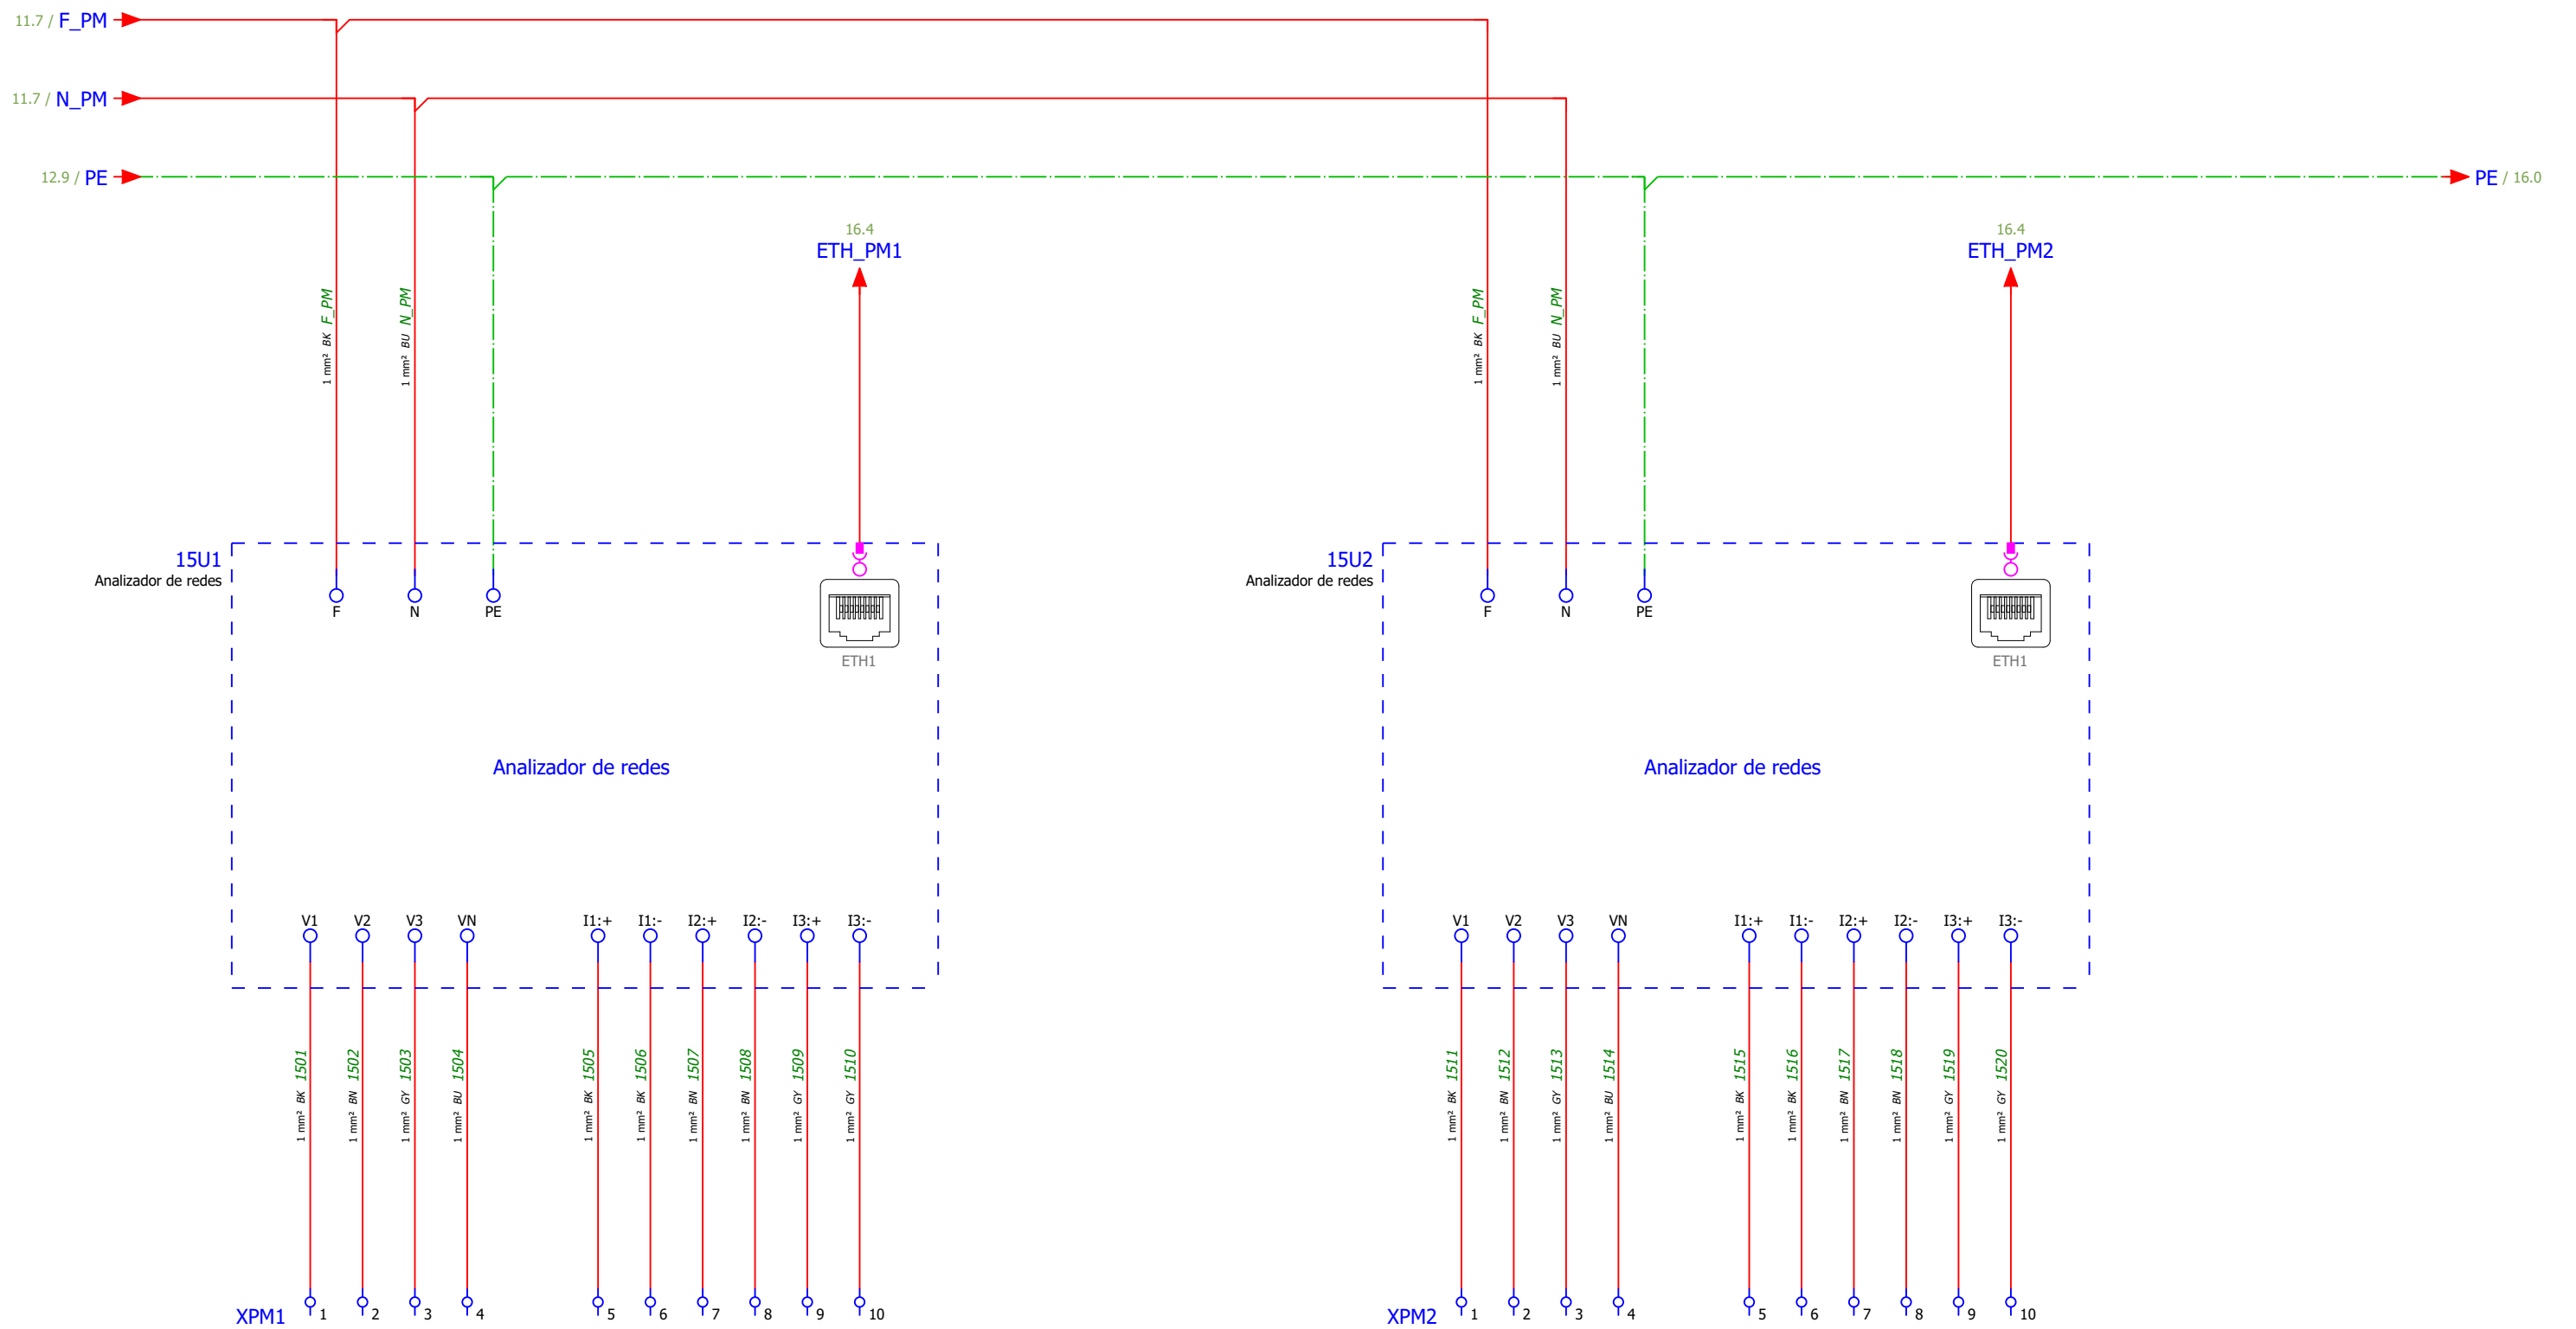 11.7 / F_PM
11.7 / N_PM
12.9 / PE
PE / 16.0
16.4
ETH_PM1
16.4
ETH_PM2
1 mm² BK F_PM
1 mm² BU N_PM
1 mm² BK F_PM
1 mm² BU N_PM
15U1
Analizador de redes
F N PE
ETH1
Analizador de redes
15U2
Analizador de redes
F N PE
ETH1
Analizador de redes
V1 V2 V3 VN I1:+ I1:- I2:+ I2:- I3:+ I3:-
V1 V2 V3 VN I1:+ I1:- I2:+ I2:- I3:+ I3:-
1 mm² BK 1501
1 mm² BN 1502
1 mm² GY 1503
1 mm² BU 1504
1 mm² BK 1505
1 mm² BK 1506
1 mm² BN 1507
1 mm² BN 1508
1 mm² GY 1509
1 mm² GY 1510
1 mm² BK 1511
1 mm² BN 1512
1 mm² GY 1513
1 mm² BU 1514
1 mm² BK 1515
1 mm² BK 1516
1 mm² BN 1517
1 mm² BN 1518
1 mm² GY 1519
1 mm² GY 1520
XPM1 1 2 3 4 5 6 7 8 9 10
XPM2 1 2 3 4 5 6 7 8 9 10